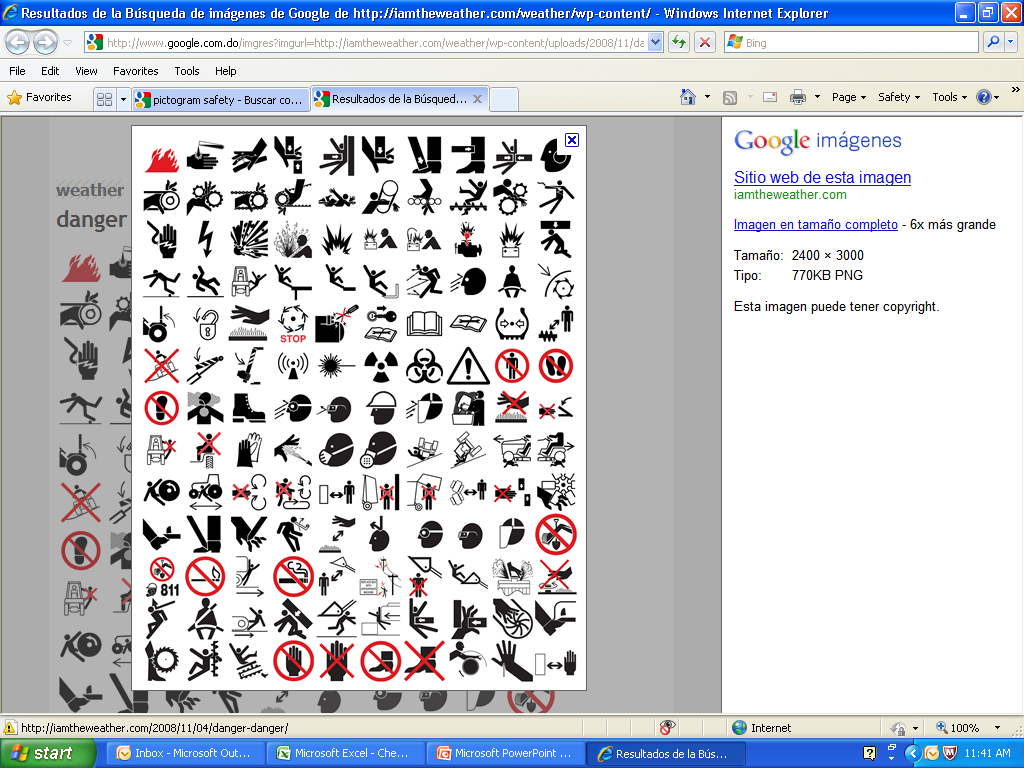 Resultados de la Búsqueda de imágenes de Google de http://iamtheweather.com/weather/wp-content/ - Windows Internet Explorer
http://www.google.com.do/imgres?imgurl=http://iamtheweather.com/weather/wp-content/uploads/2008/11/da
Bing
File Edit View Favorites Tools Help
Favorites
pictogram safety - Buscar co...
Resultados de la Búsqued...
Page Safety Tools
weather
danger
STOP
811
Google imágenes
Sitio web de esta imagen
iamtheweather.com
Imagen en tamaño completo - 6x más grande
Tamaño: 2400 × 3000
Tipo: 770KB PNG
Esta imagen puede tener copyright.
http://iamtheweather.com/2008/11/04/danger-danger/
Internet
100%
start
Inbox - Microsoft Out...
Microsoft Excel - Che...
Microsoft PowerPoint ...
Resultados de la Bús...
11:41 AM